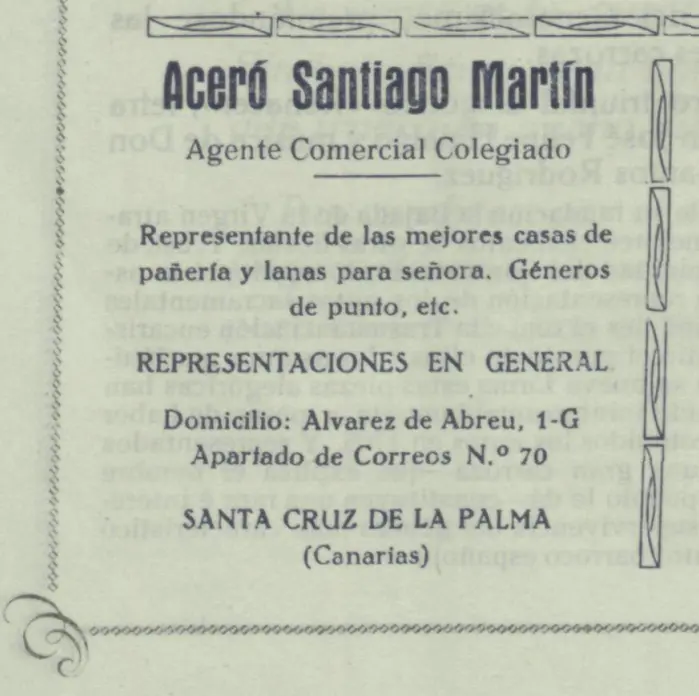 Aceró Santiago Martín
Agente Comercial Colegiado
Representante de las mejores casas de
pañería y lanas para señora. Géneros
de punto, etc.
REPRESENTACIONES EN GENERAL
Domicilio: Alvarez de Abreu, 1-G
Apartado de Correos N.º 70
SANTA CRUZ DE LA PALMA
(Canarias)